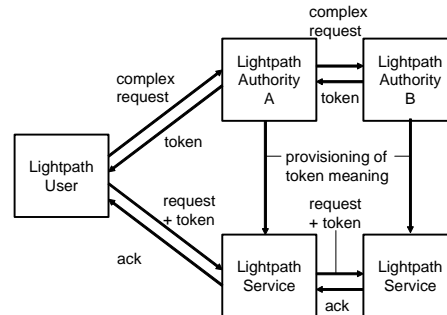 complex
request
Lightpath
Authority
A
Lightpath
Authority
B
complex
request
token
token
Lightpath
User
provisioning of
token meaning
request
+ token
request
+ token
ack
Lightpath
Service
Lightpath
Service
ack